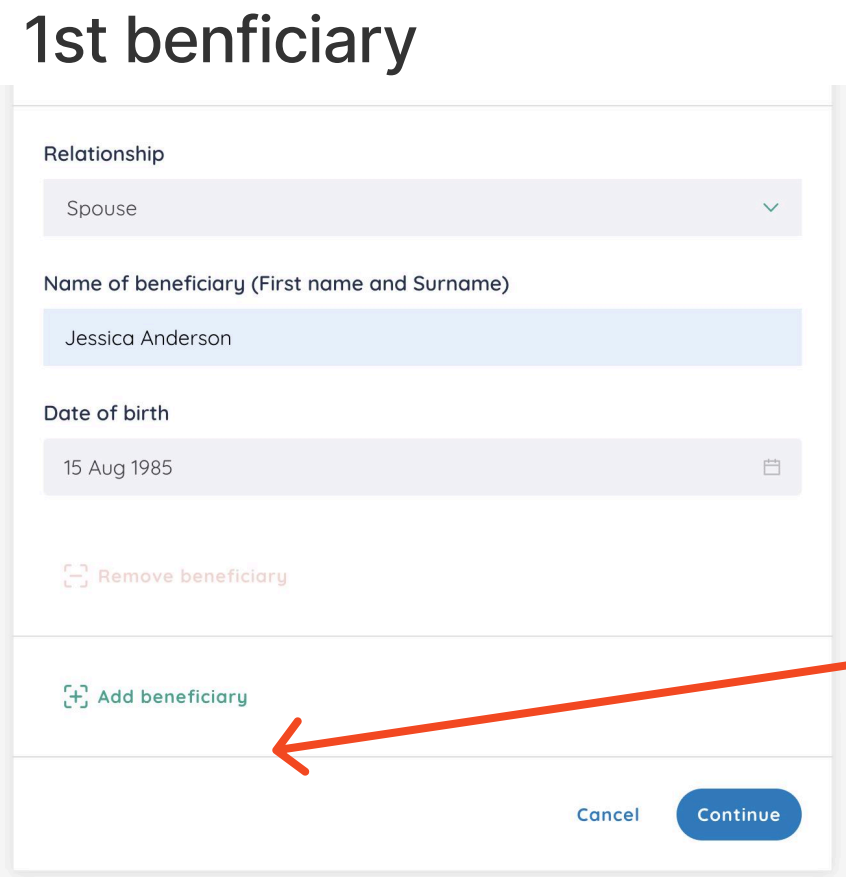 1st benficiary
Relationship
Spouse
Name of beneficiary (First name and Surname)
Jessica Anderson
Date of birth
15 Aug 1985
Remove beneficiary
Add beneficiary
Cancel Continue